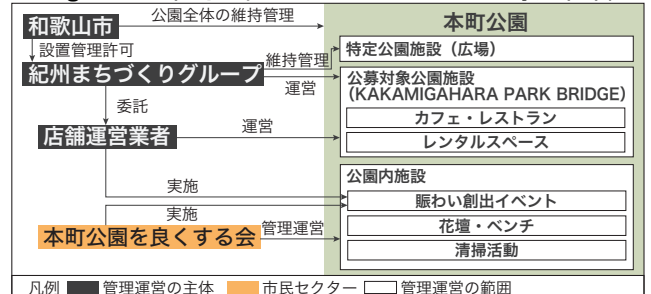 和歌山市
公園全体の維持管理
本町公園
設置管理許可
特定公園施設（広場）
維持管理
紀州まちづくりグループ
運営
公募対象公園施設
（KAKAMIGAHARA PARK BRIDGE）
委託
カフェ・レストラン
店舗運営業者
運営
レンタルスペース
公園内施設
実施
賑わい創出イベント
実施
本町公園を良くする会
管理運営
花壇・ベンチ
清掃活動
凡例 管理運営の主体 市民セクター 管理運営の範囲